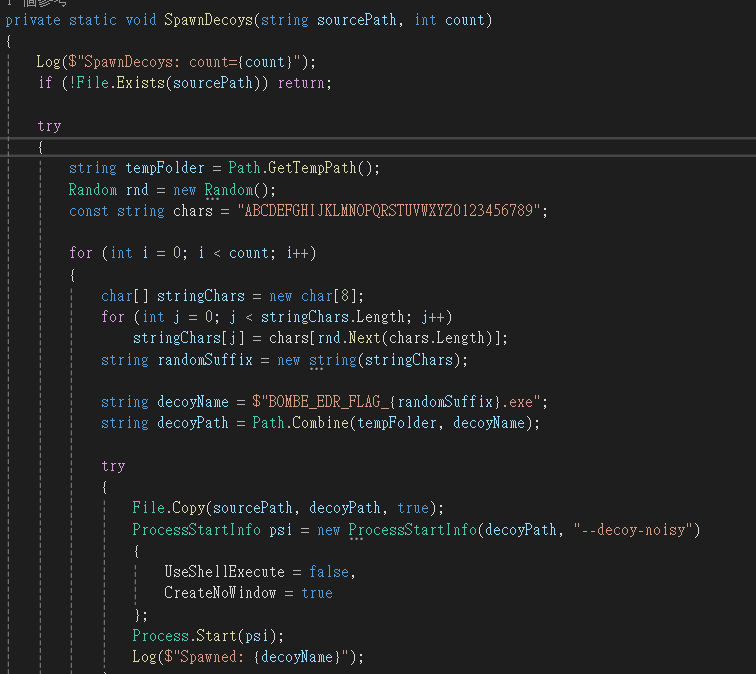 1 個參考
private static void SpawnDecoys(string sourcePath, int count)
{
    Log($"SpawnDecoys: count={count}");
    if (!File.Exists(sourcePath)) return;

    try
    {
        string tempFolder = Path.GetTempPath();
        Random rnd = new Random();
        const string chars = "ABCDEFGHIJKLMNOPQRSTUVWXYZ0123456789";

        for (int i = 0; i < count; i++)
        {
            char[] stringChars = new char[8];
            for (int j = 0; j < stringChars.Length; j++)
                stringChars[j] = chars[rnd.Next(chars.Length)];
            string randomSuffix = new string(stringChars);

            string decoyName = $"BOMBE_EDR_FLAG_{randomSuffix}.exe";
            string decoyPath = Path.Combine(tempFolder, decoyName);

            try
            {
                File.Copy(sourcePath, decoyPath, true);
                ProcessStartInfo psi = new ProcessStartInfo(decoyPath, "--decoy-noisy")
                {
                    UseShellExecute = false,
                    CreateNoWindow = true
                };
                Process.Start(psi);
                Log($"Spawned: {decoyName}");